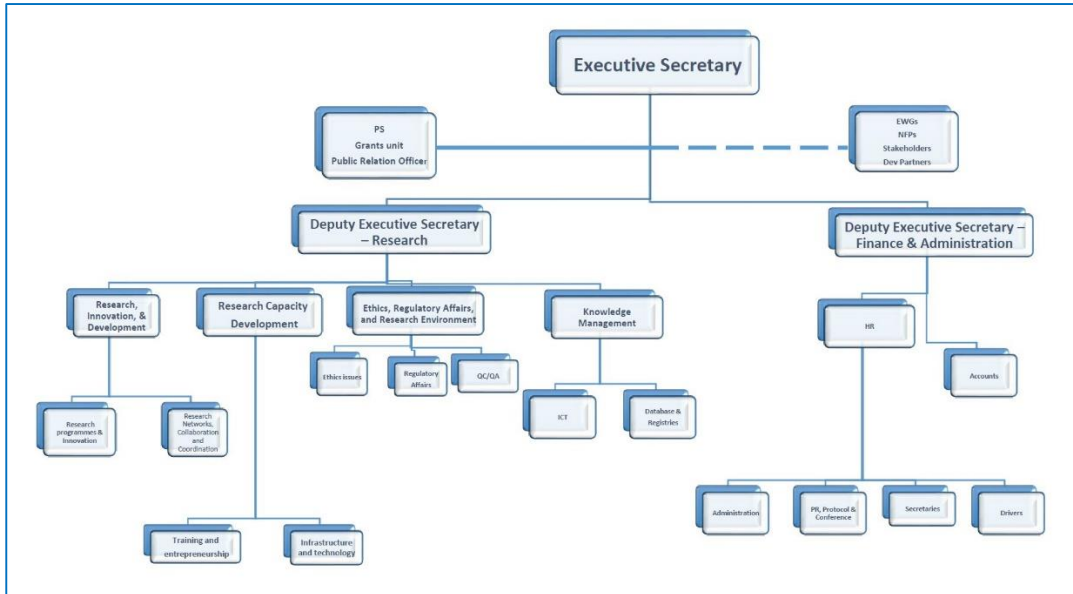 Executive Secretary
PS
Grants unit
Public Relation Officer
EWGs
NFPs
Stakeholders
Dev Partners
Deputy Executive Secretary
– Research
Deputy Executive Secretary –
Finance & Administration
Research,
Innovation, &
Development
Research Capacity
Development
Ethics, Regulatory Affairs,
and Research Environment
Knowledge
Management
HR
Ethics issues
Regulatory
Affairs
QC/QA
Accounts
Research
programmes &
Innovation
Research
Networks,
Collaboration
and
Coordination
ICT
Database &
Registries
Training and
entrepreneurship
Infrastructure
and technology
Administration
PR, Protocol &
Conference
Secretaries
Drivers